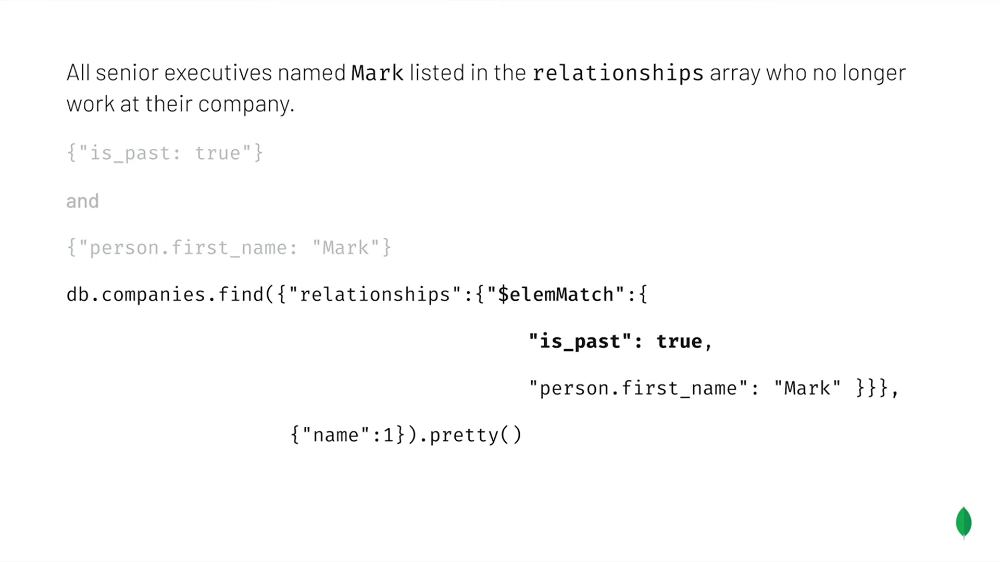 All senior executives named Mark listed in the relationships array who no longer
work at their company.
{"is_past: true"}
and
{"person.first_name: "Mark"}
db.companies.find({"relationships":{"$elemMatch":{
"is_past": true,
"person.first_name": "Mark" }}},
{"name":1}).pretty()